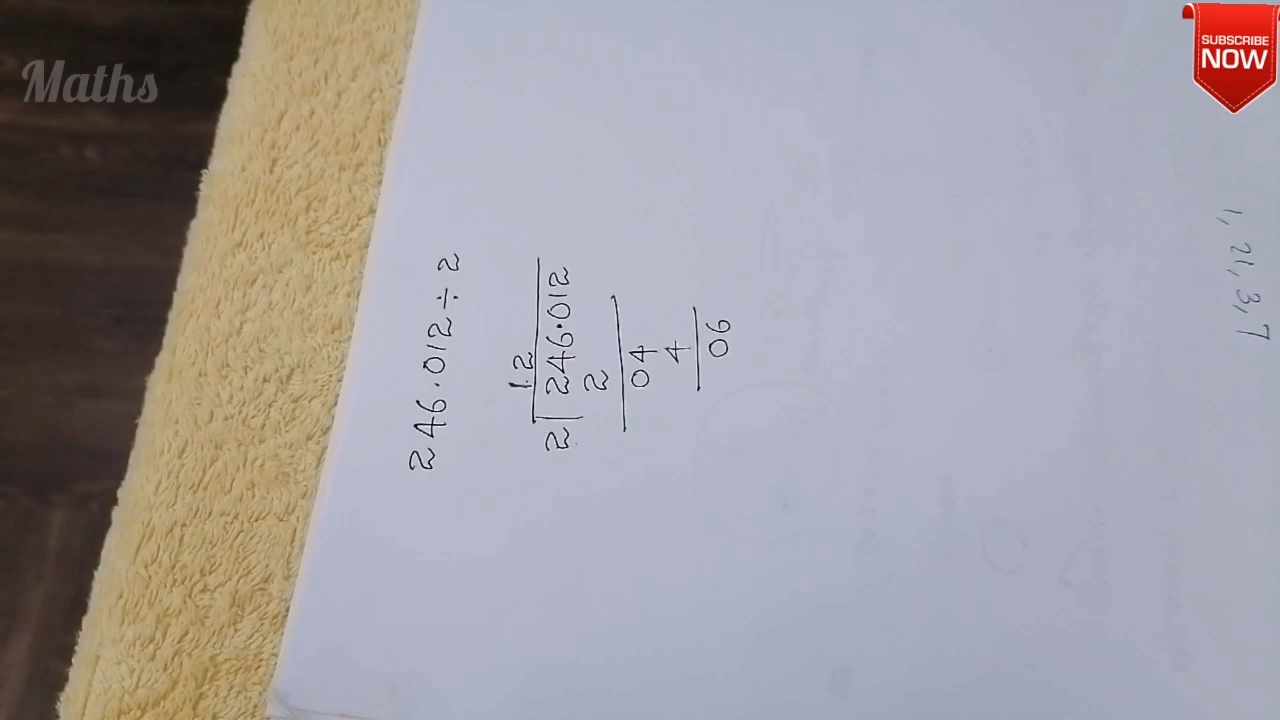 Maths
SUBSCRIBE
NOW
246.012 ÷ 2
12
2 246.012
2
04
4
06
1, 21, 3, 7